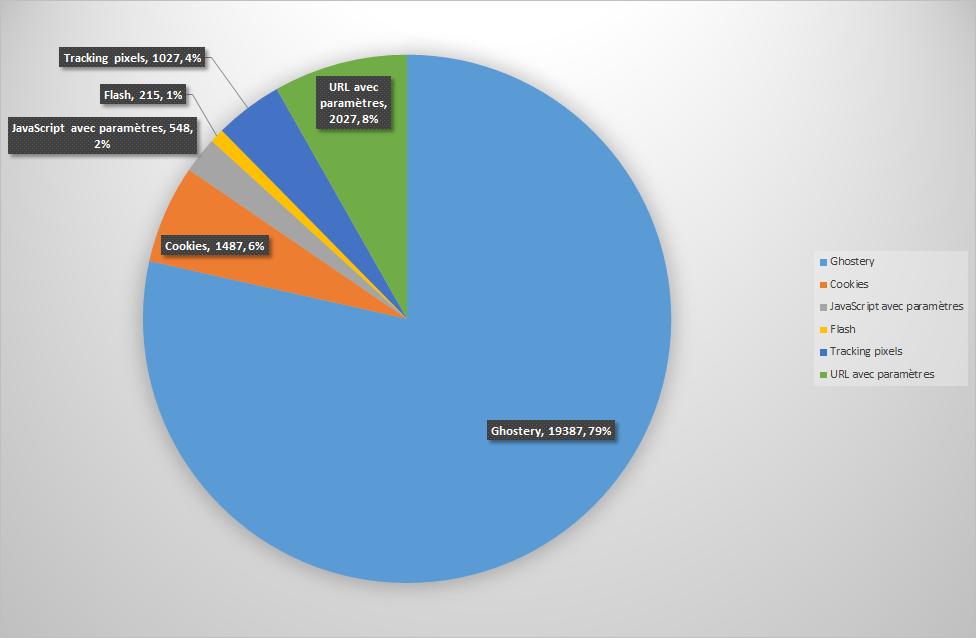 Tracking pixels, 1027, 4%
Flash, 215, 1%
JavaScript avec paramètres, 548,
2%
URL avec
paramètres,
2027, 8%
Cookies, 1487, 6%
Ghostery, 19387, 79%
Ghostery
Cookies
JavaScript avec paramètres
Flash
Tracking pixels
URL avec paramètres